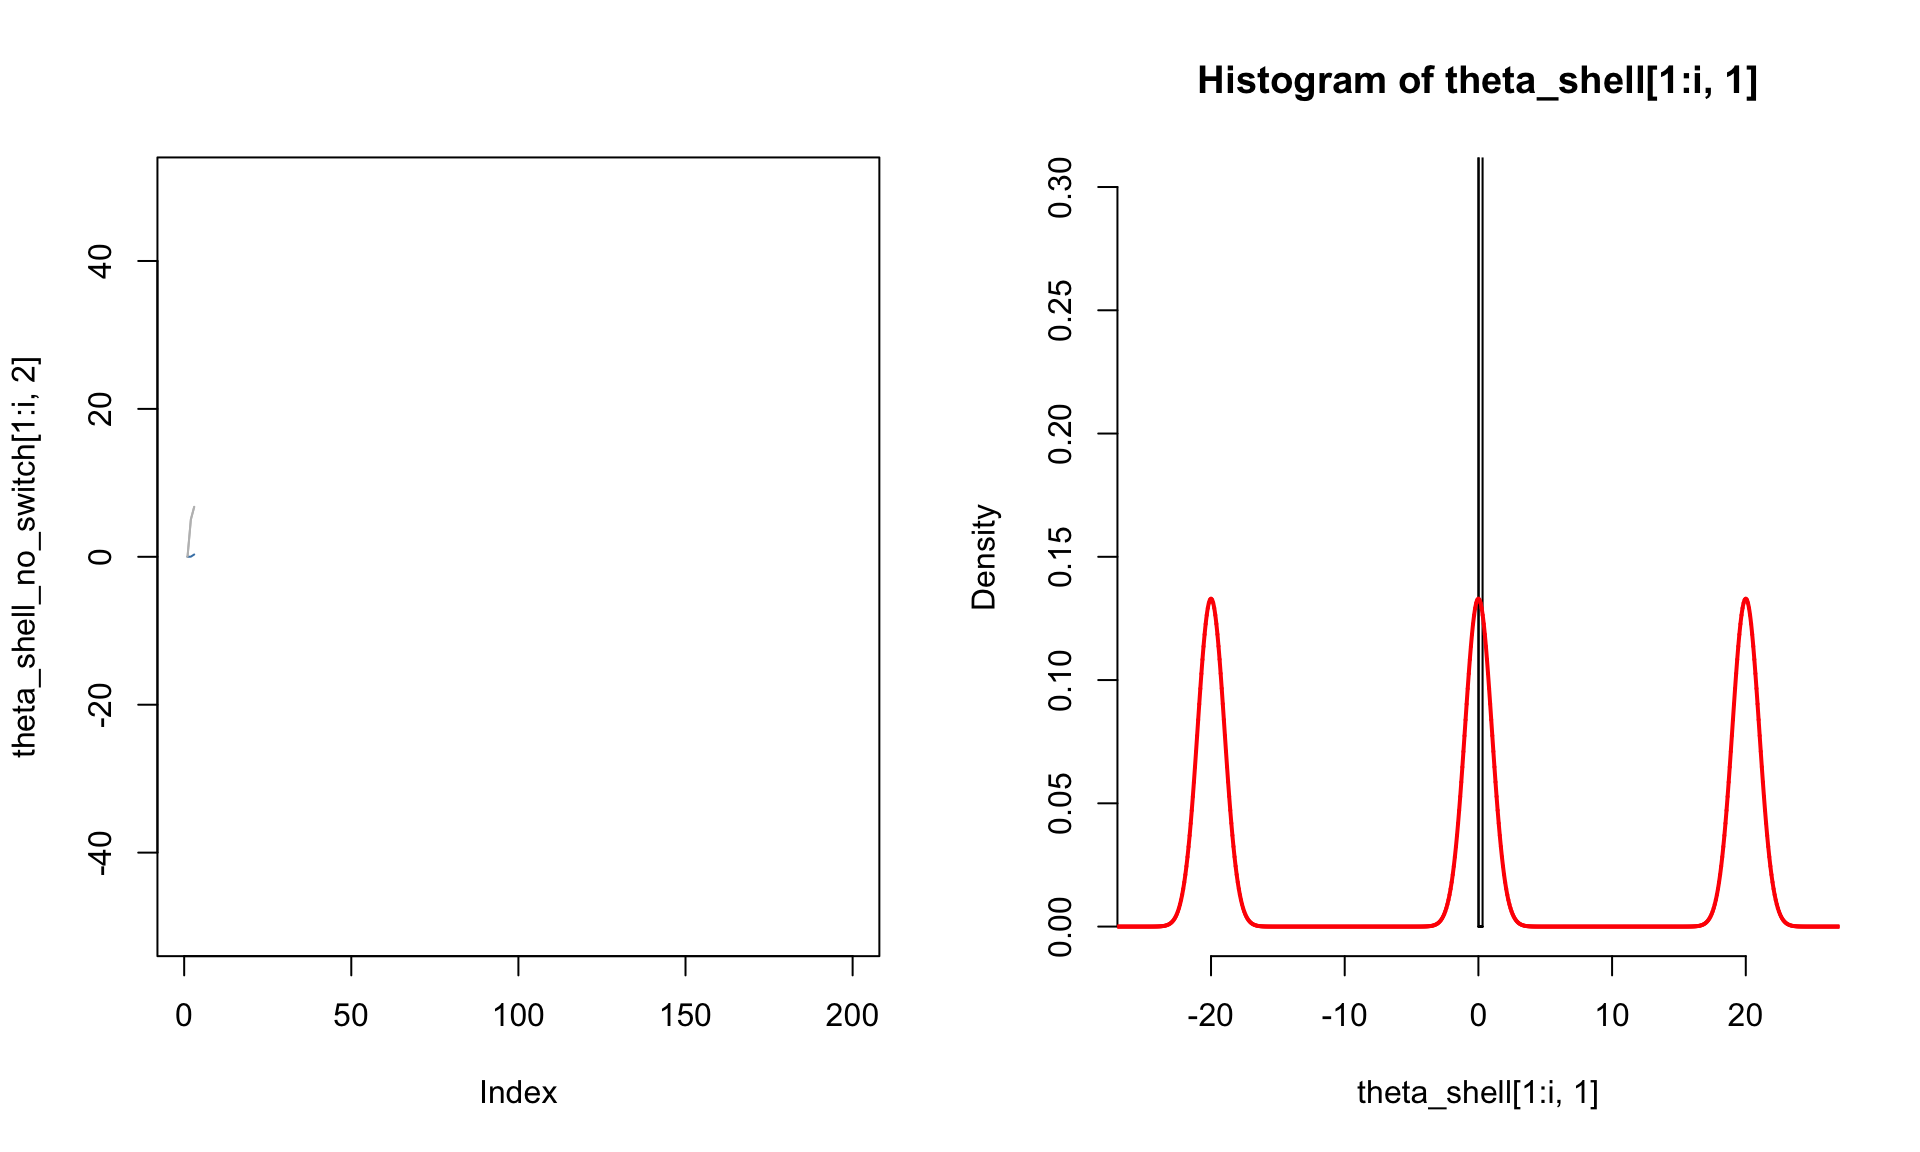 theta_shell_no_switch[1:i, 2]
40
20
0
-20
-40
0 50 100 150 200
Index
Histogram of theta_shell[1:i, 1]
Density
0.30
0.25
0.20
0.15
0.10
0.05
0.00
-20 -10 0 10 20
theta_shell[1:i, 1]